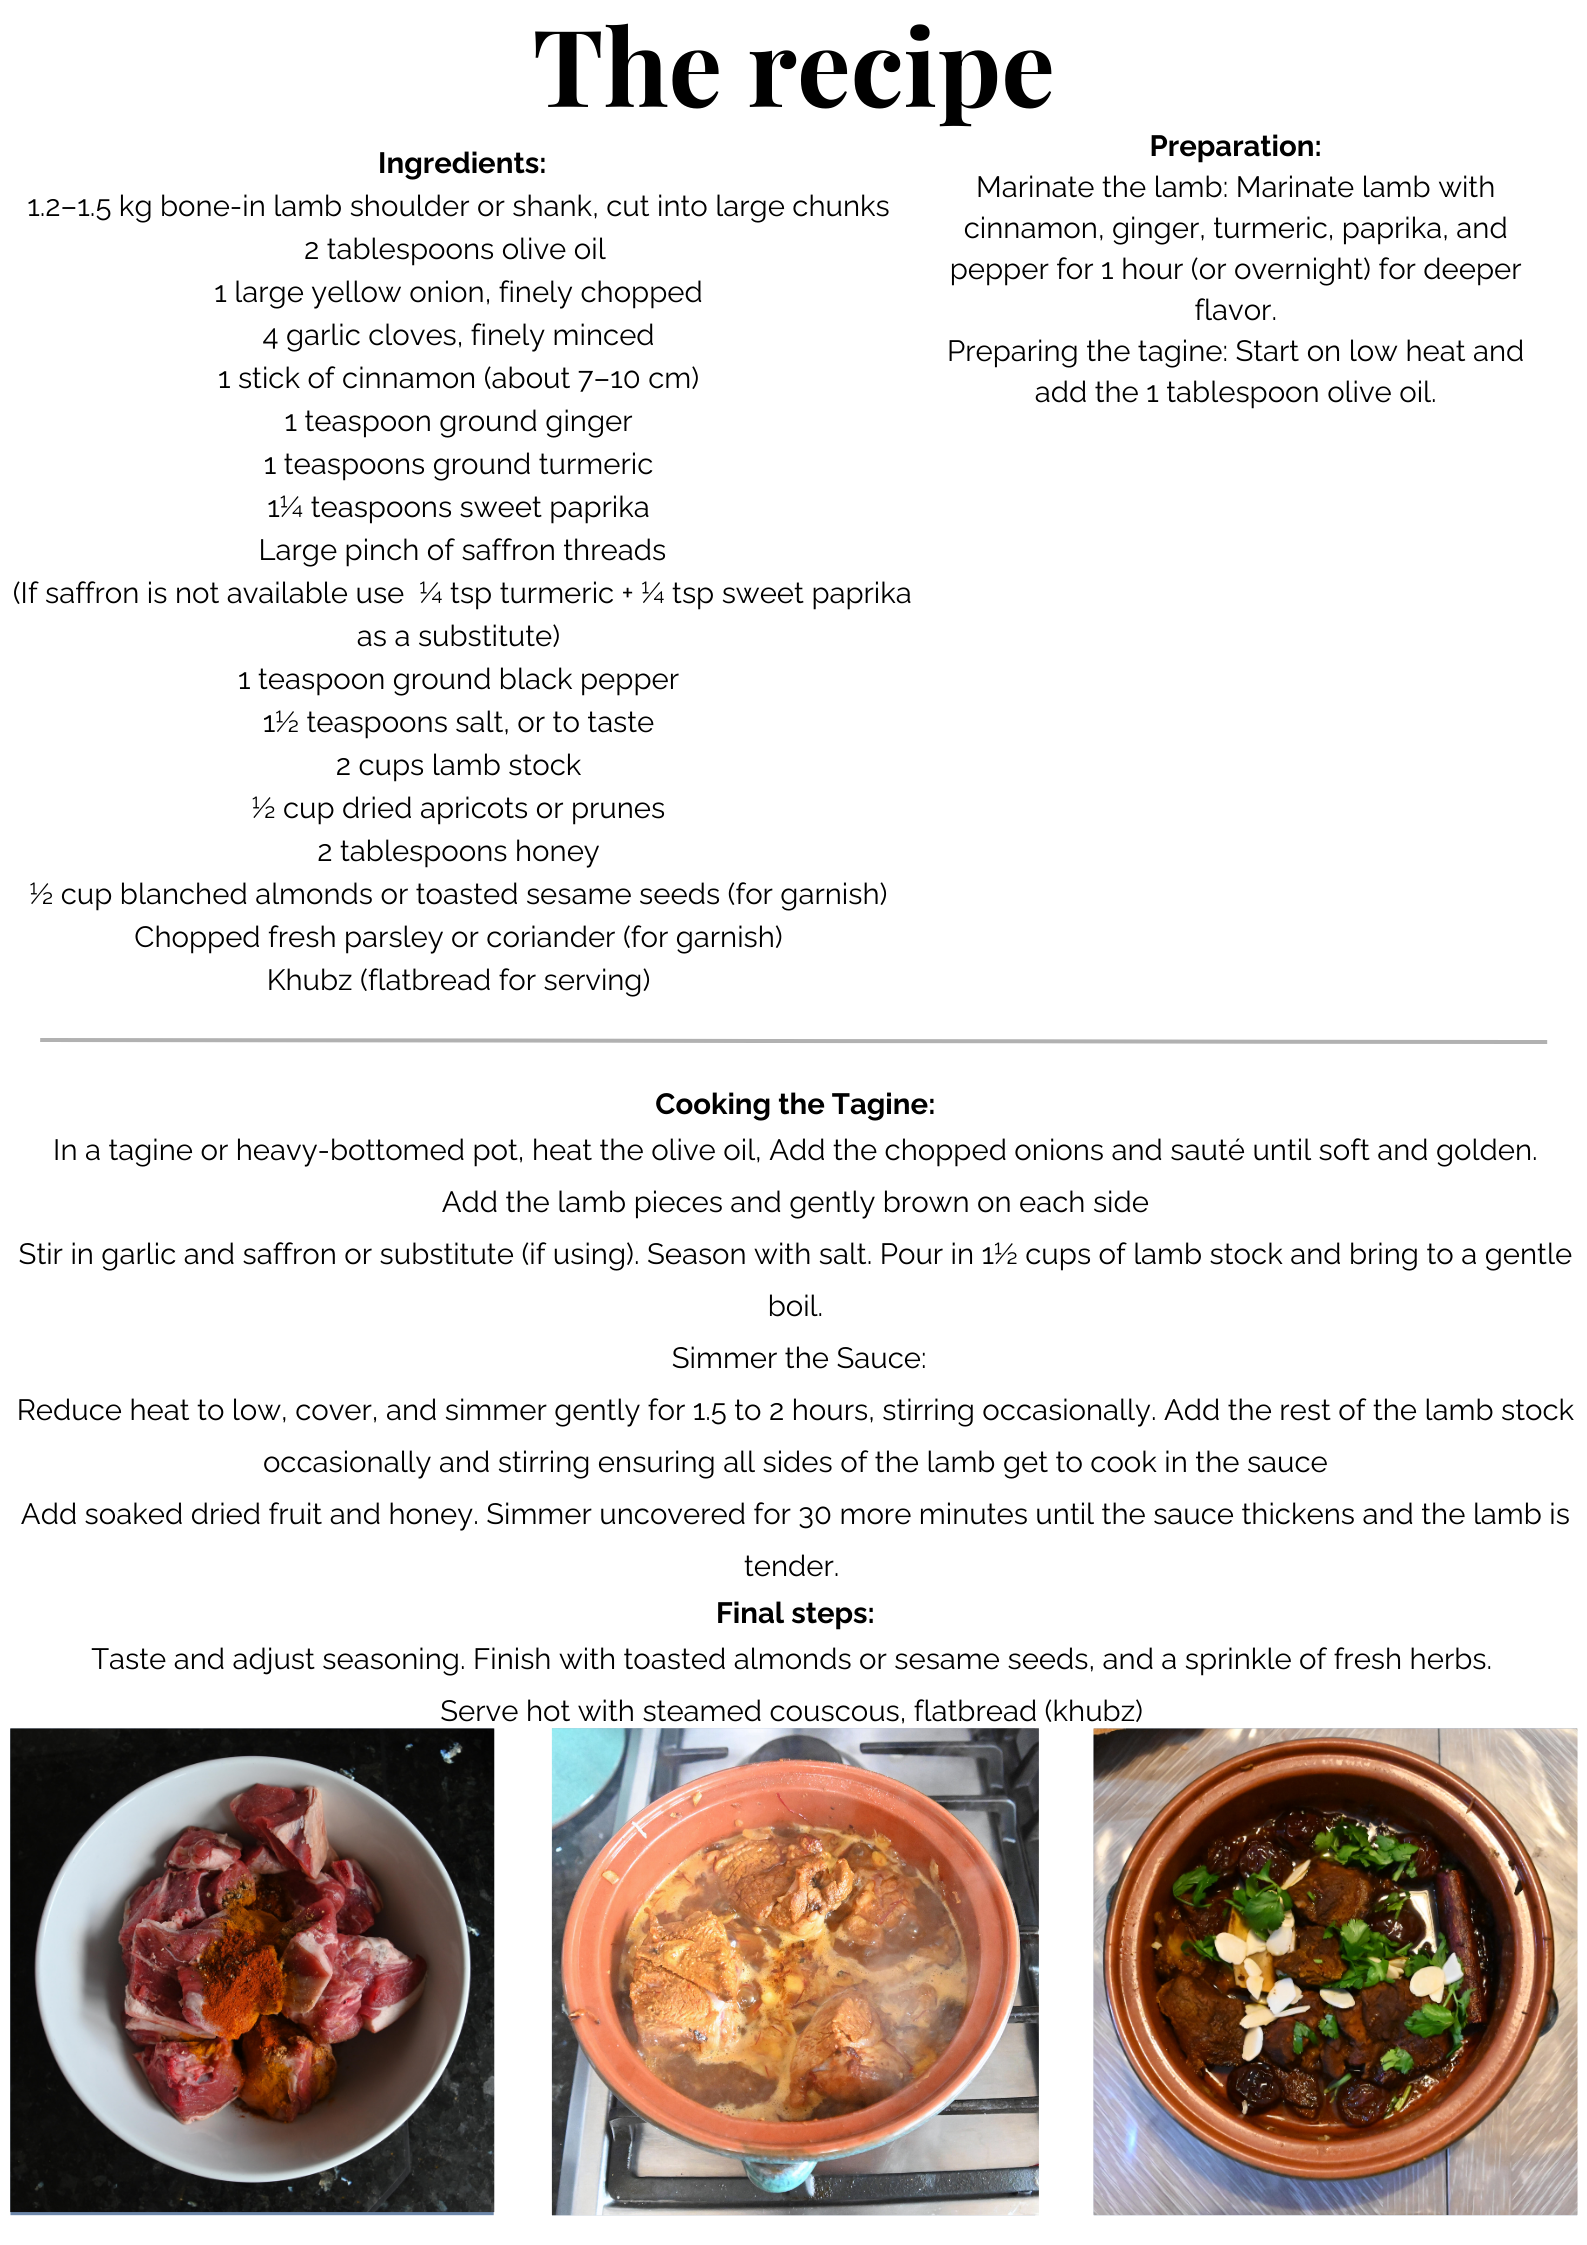 The recipe
Ingredients:
1.2–1.5 kg bone-in lamb shoulder or shank, cut into large chunks
2 tablespoons olive oil
1 large yellow onion, finely chopped
4 garlic cloves, finely minced
1 stick of cinnamon (about 7–10 cm)
1 teaspoon ground ginger
1 teaspoons ground turmeric
1¼ teaspoons sweet paprika
Large pinch of saffron threads
(If saffron is not available use ¼ tsp turmeric + ¼ tsp sweet paprika
as a substitute)
1 teaspoon ground black pepper
1½ teaspoons salt, or to taste
2 cups lamb stock
½ cup dried apricots or prunes
2 tablespoons honey
½ cup blanched almonds or toasted sesame seeds (for garnish)
Chopped fresh parsley or coriander (for garnish)
Khubz (flatbread for serving)
Preparation:
Marinate the lamb: Marinate lamb with
cinnamon, ginger, turmeric, paprika, and
pepper for 1 hour (or overnight) for deeper
flavor.
Preparing the tagine: Start on low heat and
add the 1 tablespoon olive oil.
Cooking the Tagine:
In a tagine or heavy-bottomed pot, heat the olive oil, Add the chopped onions and sauté until soft and golden.
Add the lamb pieces and gently brown on each side
Stir in garlic and saffron or substitute (if using). Season with salt. Pour in 1½ cups of lamb stock and bring to a gentle
boil.
Simmer the Sauce:
Reduce heat to low, cover, and simmer gently for 1.5 to 2 hours, stirring occasionally. Add the rest of the lamb stock
occasionally and stirring ensuring all sides of the lamb get to cook in the sauce
Add soaked dried fruit and honey. Simmer uncovered for 30 more minutes until the sauce thickens and the lamb is
tender.
Final steps:
Taste and adjust seasoning. Finish with toasted almonds or sesame seeds, and a sprinkle of fresh herbs.
Serve hot with steamed couscous, flatbread (khubz)